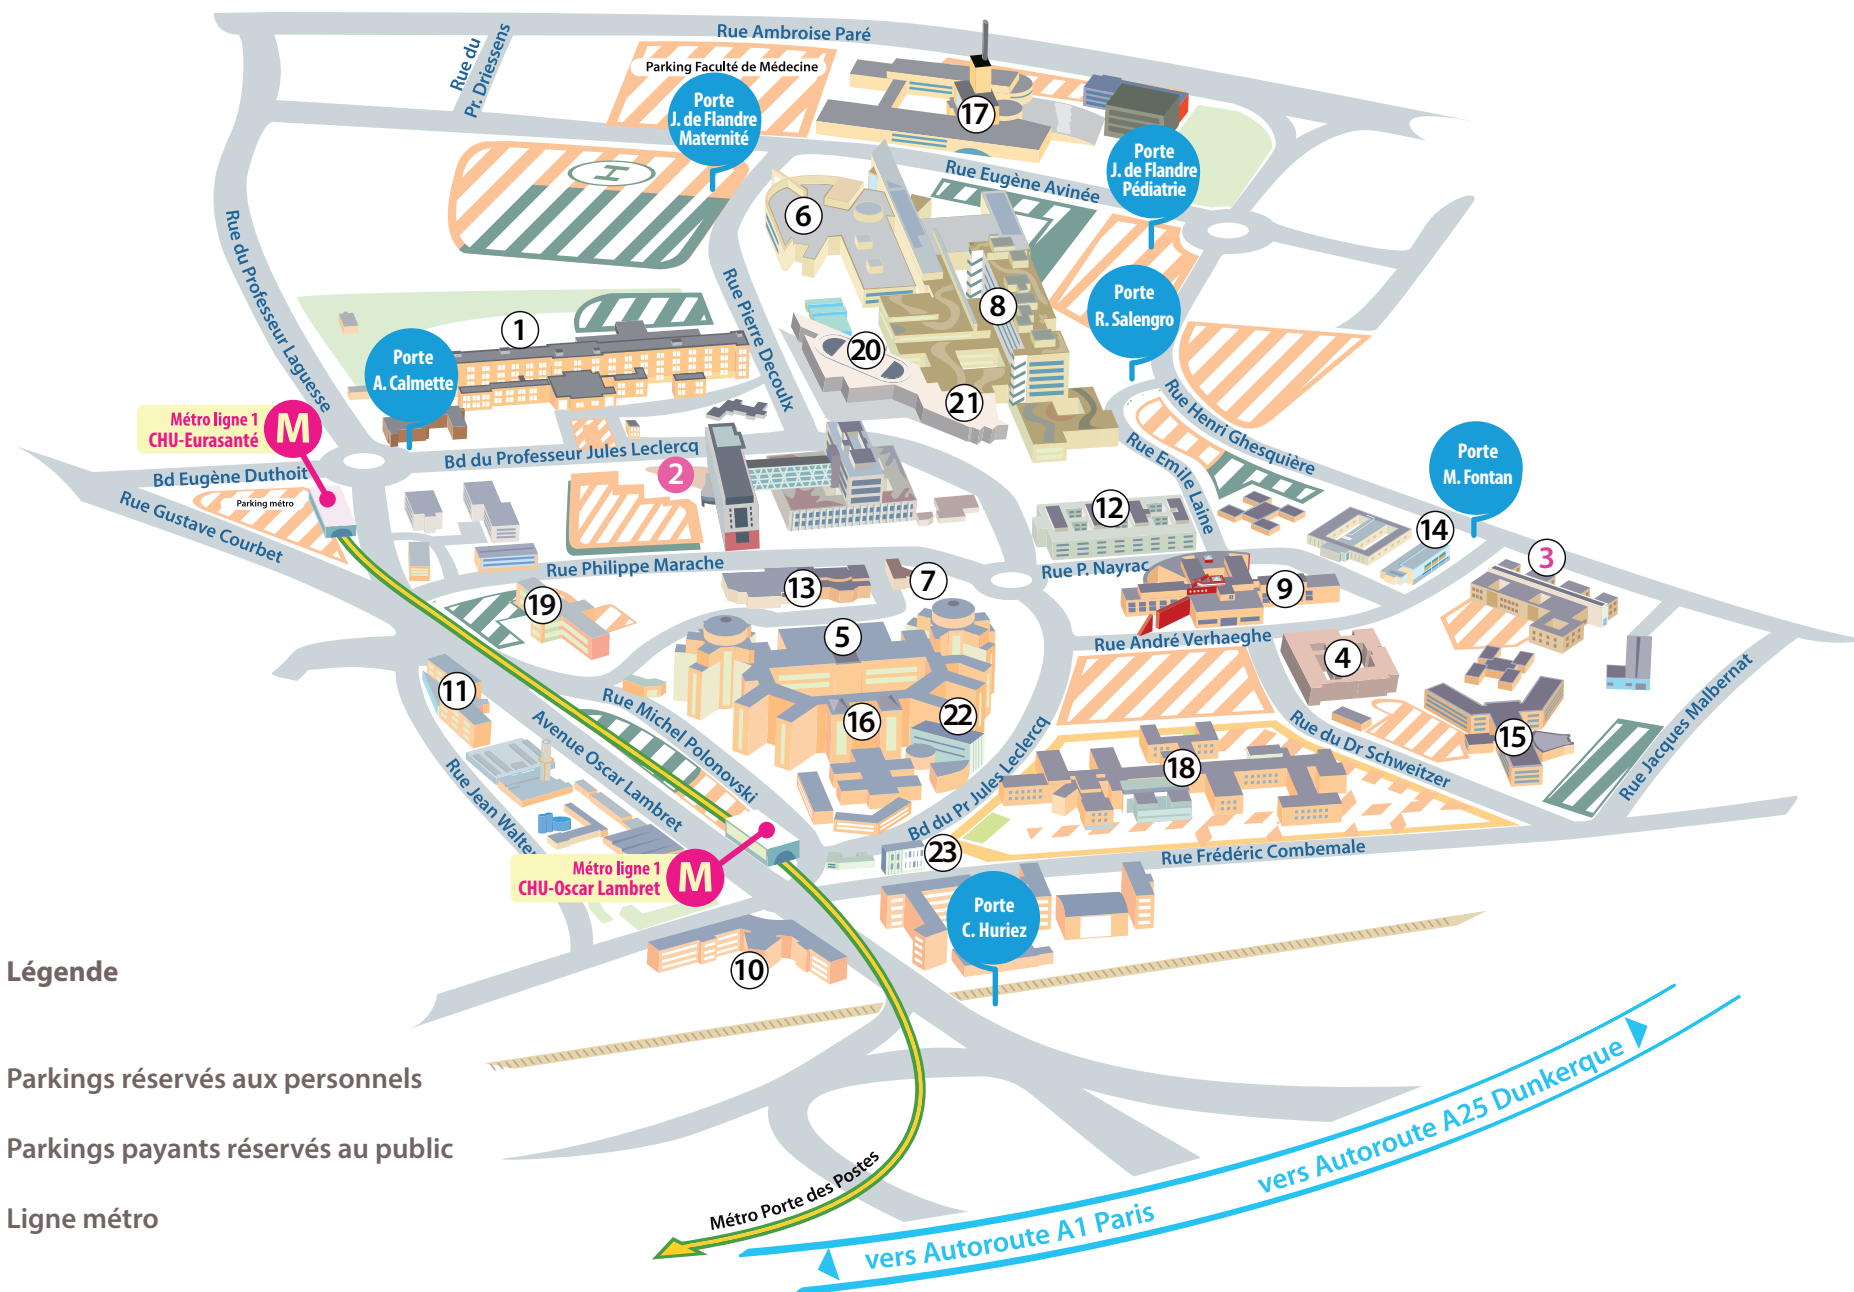 Rue Ambroise Paré
Rue du
Pr. Driessens
Parking Faculté de Médecine
Porte
J. de Flandre
Maternité
17
Porte
J. de Flandre
Pédiatrie
Rue Eugène Avinée
6
Rue du Professeur Laguesse
Rue Pierre Decoulx
8
Porte
R. Salengro
1
20
Porte
A. Calmette
21
Rue Henri Ghesquière
Métro ligne 1
CHU-Eurasanté
M
Bd du Professeur Jules Leclercq
2
Rue Emile Laine
Porte
M. Fontan
Bd Eugène Duthoit
Parking métro
Rue Gustave Courbet
12
14
3
Rue Philippe Marache
13
7
Rue P. Nayrac
9
19
5
Rue André Verhaeghe
4
11
Rue Michel Polonovski
16
22
Avenue Oscar Lambret
Rue Jean Walter
Bd du Pr Jules Leclercq
18
Rue du Dr Schweitzer
15
Rue Jacques Malbernat
Métro ligne 1
CHU-Oscar Lambret
M
23
Rue Frédéric Combemale
Porte
C. Huriez
10
Légende
Parkings réservés aux personnels
Parkings payants réservés au public
Ligne métro
Métro Porte des Postes
vers Autoroute A25 Dunkerque
vers Autoroute A1 Paris